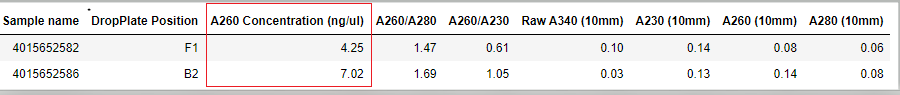 Sample name DropPlate Position A260 Concentration (ng/ul) A260/A280 A260/A230 Raw A340 (10mm) A230 (10mm) A260 (10mm) A280 (10mm)
4015652582 F1 4.25 1.47 0.61 0.10 0.14 0.08 0.06
4015652586 B2 7.02 1.69 1.05 0.03 0.13 0.14 0.08